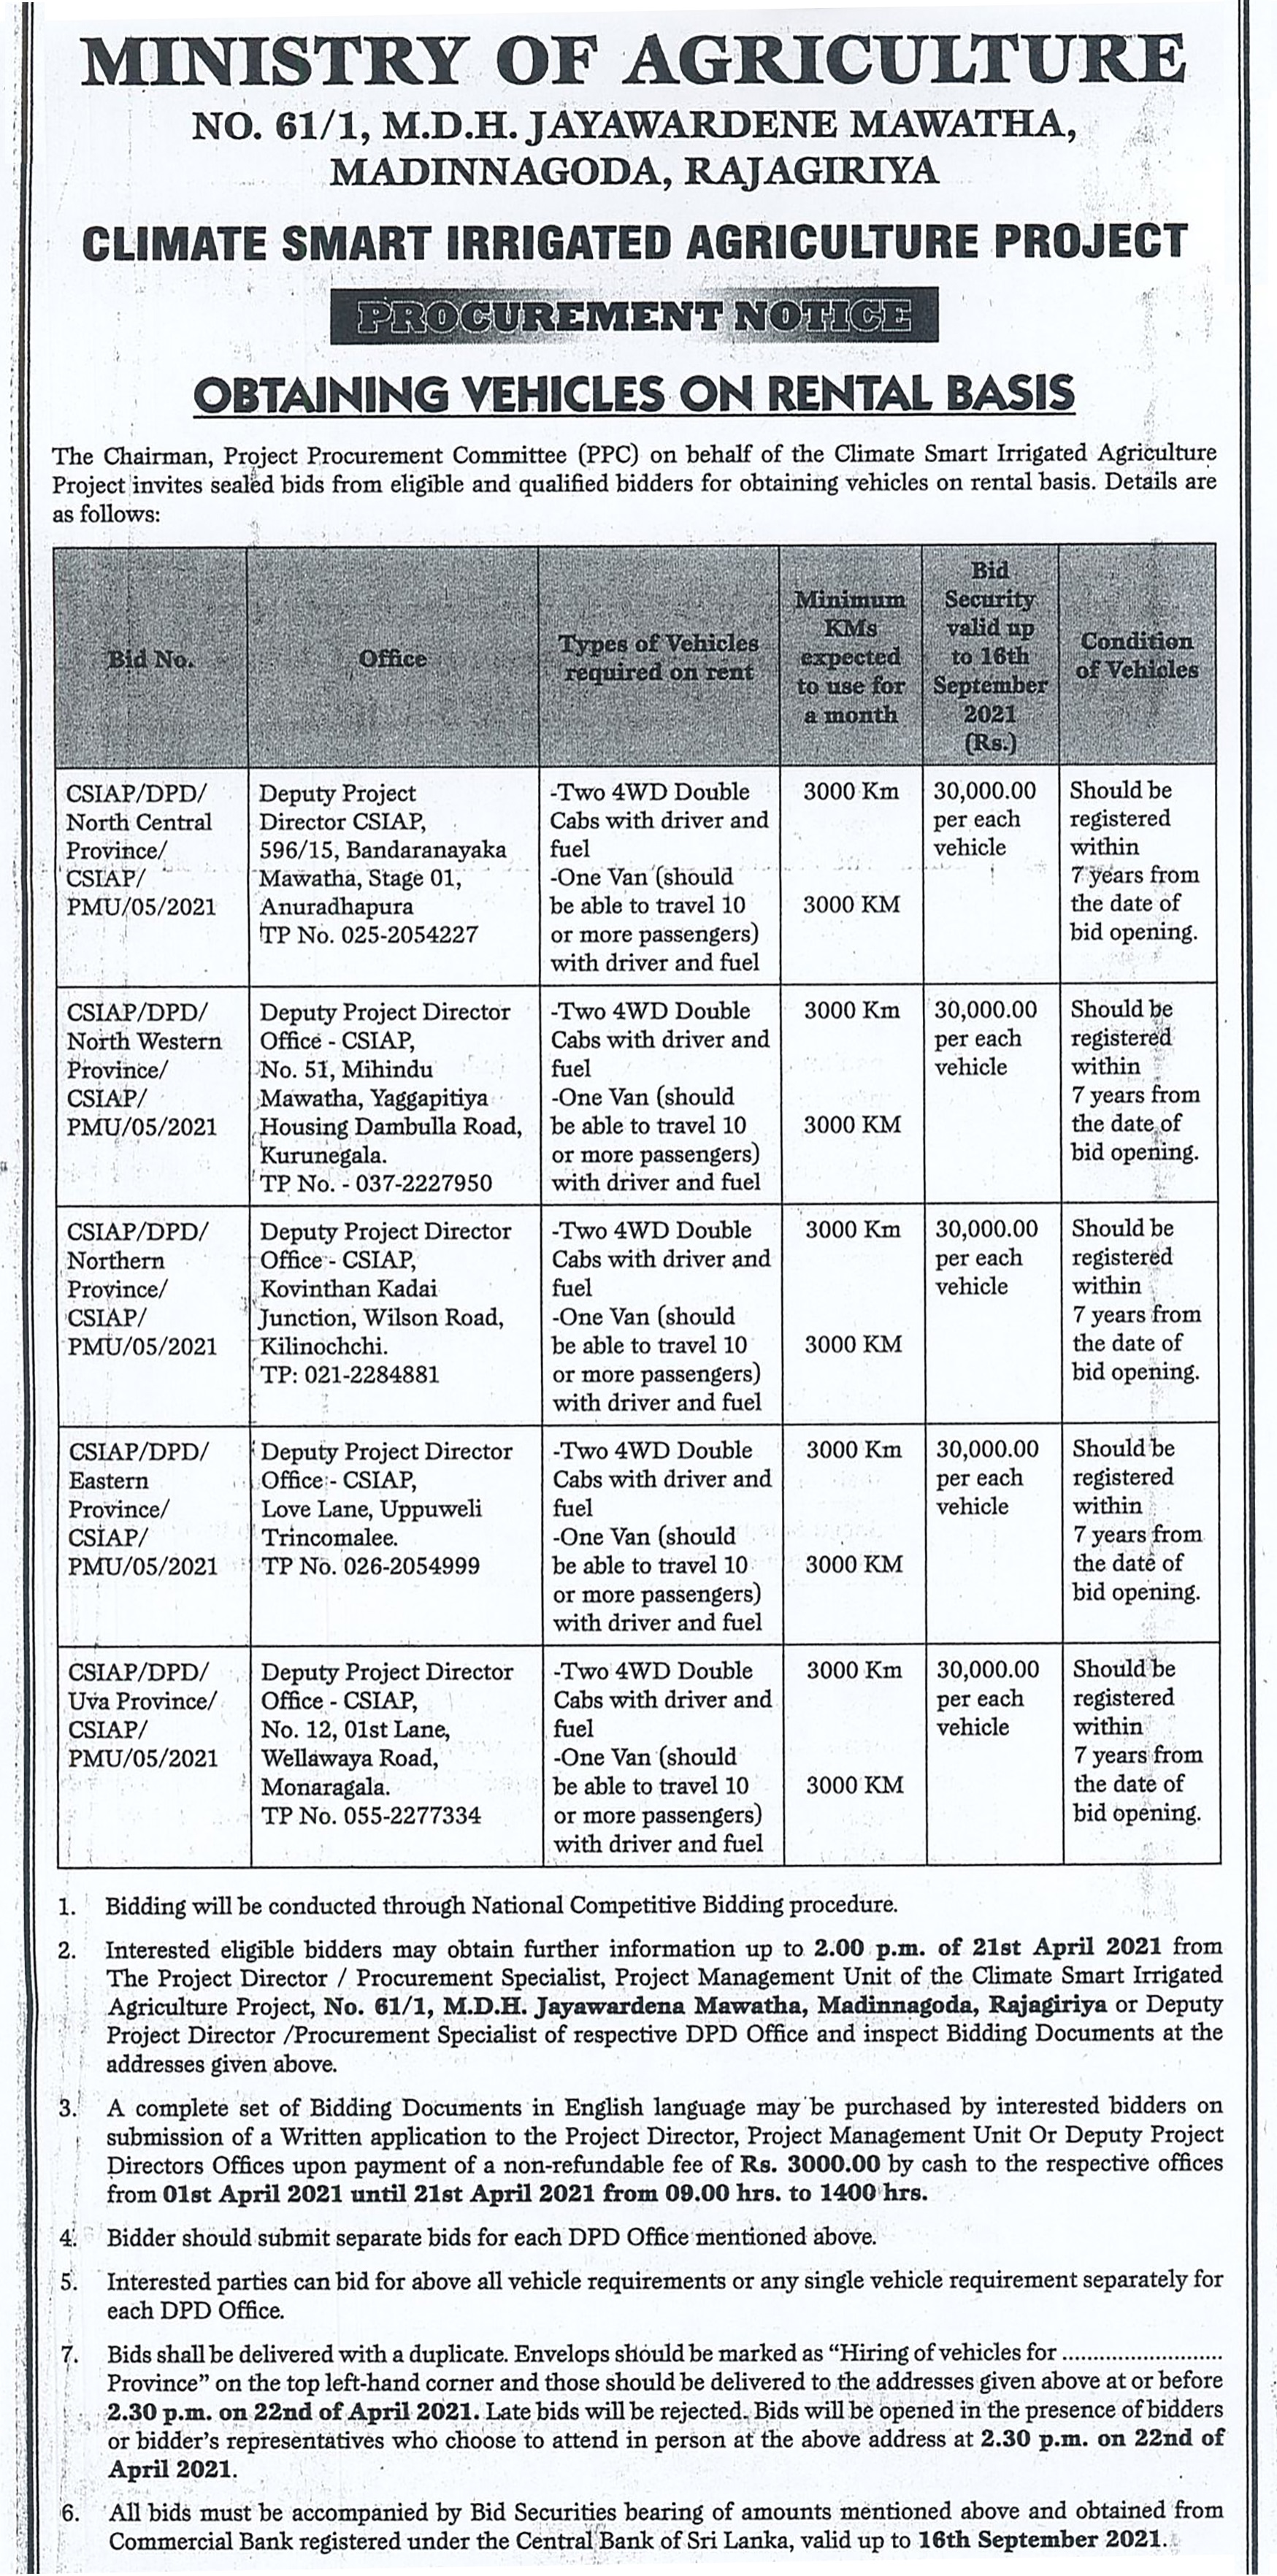 MINISTRY OF AGRICULTURE
NO. 61/1, M.D.H. JAYAWARDENE MAWATHA,
MADINNAGODA, RAJAGIRIYA
CLIMATE SMART IRRIGATED AGRICULTURE PROJECT
PROCUREMENT NOTICE
OBTAINING VEHICLES ON RENTAL BASIS
The Chairman, Project Procurement Committee (PPC) on behalf of the Climate Smart Irrigated Agriculture
Project invites sealed bids from eligible and qualified bidders for obtaining vehicles on rental basis. Details are
as follows:
Bid No.
Office
Types of Vehicles
required on rent
Minimum
KMs
expected
to use for
a month
Bid
Security
valid up
to 16th
September
2021
(Rs.)
Condition
of Vehicles
CSIAP/DPD/
North Central
Province/
CSIAP/
PMU/05/2021
Deputy Project
Director CSIAP,
596/15, Bandaranayaka
Mawatha, Stage 01,
Anuradhapura
TP No. 025-2054227
-Two 4WD Double
Cabs with driver and
fuel
-One Van (should
be able to travel 10
or more passengers)
with driver and fuel
3000 Km
3000 KM
30,000.00
per each
vehicle
Should be
registered
within
7 years from
the date of
bid opening.
CSIAP/DPD/
North Western
Province/
CSIAP/
PMU/05/2021
Deputy Project Director
Office - CSIAP,
No. 51, Mihindu
Mawatha, Yaggapitiya
Housing Dambulla Road,
Kurunegala.
TP No. - 037-2227950
-Two 4WD Double
Cabs with driver and
fuel
-One Van (should
be able to travel 10
or more passengers)
with driver and fuel
3000 Km
3000 KM
30,000.00
per each
vehicle
Should be
registered
within
7 years from
the date of
bid opening.
CSIAP/DPD/
Northern
Province/
CSIAP/
PMU/05/2021
Deputy Project Director
Office - CSIAP,
Kovinthan Kadai
Junction, Wilson Road,
Kilinochchi.
TP: 021-2284881
-Two 4WD Double
Cabs with driver and
fuel
-One Van (should
be able to travel 10
or more passengers)
with driver and fuel
3000 Km
3000 KM
30,000.00
per each
vehicle
Should be
registered
within
7 years from
the date of
bid opening.
CSIAP/DPD/
Eastern
Province/
CSIAP/
PMU/05/2021
Deputy Project Director
Office - CSIAP,
Love Lane, Uppuweli
Trincomalee.
TP No. 026-2054999
-Two 4WD Double
Cabs with driver and
fuel
-One Van (should
be able to travel 10
or more passengers)
with driver and fuel
3000 Km
3000 KM
30,000.00
per each
vehicle
Should be
registered
within
7 years from
the date of
bid opening.
CSIAP/DPD/
Uva Province/
CSIAP/
PMU/05/2021
Deputy Project Director
Office - CSIAP,
No. 12, 01st Lane,
Wellawaya Road,
Monaragala.
TP No. 055-2277334
-Two 4WD Double
Cabs with driver and
fuel
-One Van (should
be able to travel 10
or more passengers)
with driver and fuel
3000 Km
3000 KM
30,000.00
per each
vehicle
Should be
registered
within
7 years from
the date of
bid opening.
1. Bidding will be conducted through National Competitive Bidding procedure.
2. Interested eligible bidders may obtain further information up to 2.00 p.m. of 21st April 2021 from
The Project Director / Procurement Specialist, Project Management Unit of the Climate Smart Irrigated
Agriculture Project, No. 61/1, M.D.H. Jayawardena Mawatha, Madinnagoda, Rajagiriya or Deputy
Project Director /Procurement Specialist of respective DPD Office and inspect Bidding Documents at the
addresses given above.
3. A complete set of Bidding Documents in English language may be purchased by interested bidders on
submission of a Written application to the Project Director, Project Management Unit Or Deputy Project
Directors Offices upon payment of a non-refundable fee of Rs. 3000.00 by cash to the respective offices
from 01st April 2021 until 21st April 2021 from 09.00 hrs. to 1400 hrs.
4. Bidder should submit separate bids for each DPD Office mentioned above.
5. Interested parties can bid for above all vehicle requirements or any single vehicle requirement separately for
each DPD Office.
7. Bids shall be delivered with a duplicate. Envelops should be marked as “Hiring of vehicles for ..........................
Province” on the top left-hand corner and those should be delivered to the addresses given above at or before
2.30 p.m. on 22nd of April 2021. Late bids will be rejected. Bids will be opened in the presence of bidders
or bidder’s representatives who choose to attend in person at the above address at 2.30 p.m. on 22nd of
April 2021.
6. All bids must be accompanied by Bid Securities bearing of amounts mentioned above and obtained from
Commercial Bank registered under the Central Bank of Sri Lanka, valid up to 16th September 2021.